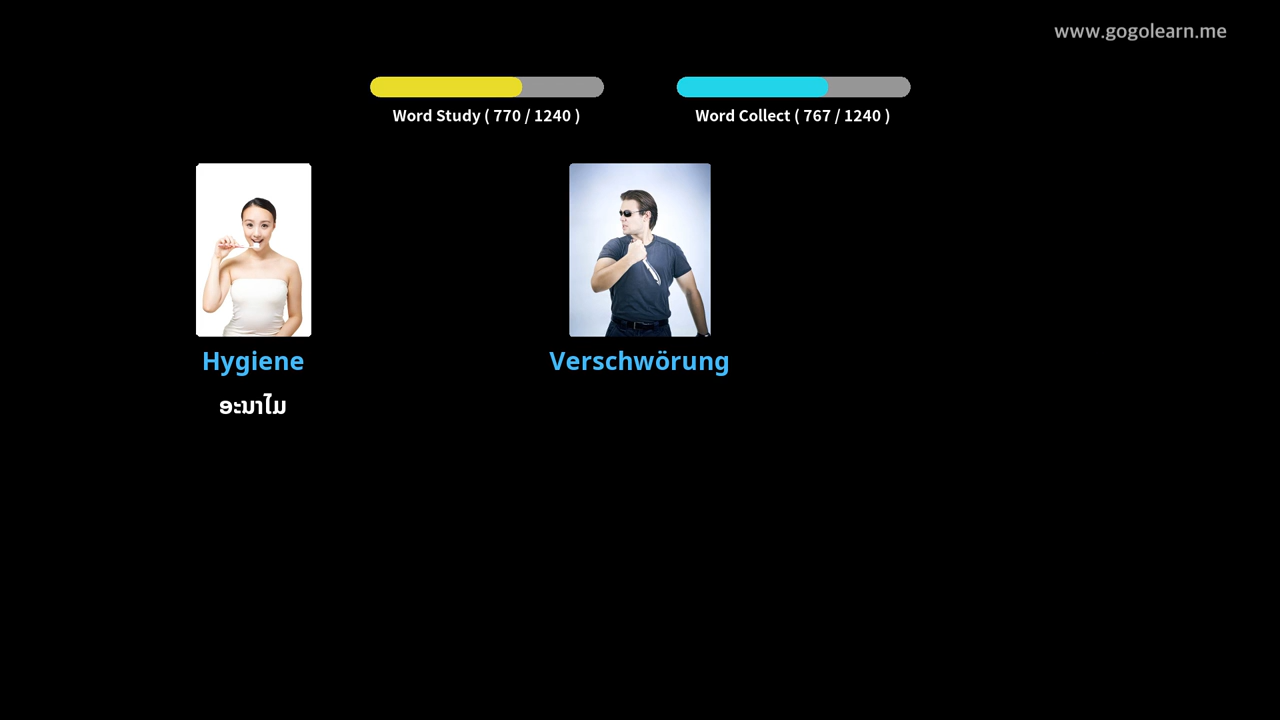 www.gogolearn.me
Word Study ( 770 / 1240 )
Word Collect ( 767 / 1240 )
Hygiene
ອະນາໄມ
Verschwörung